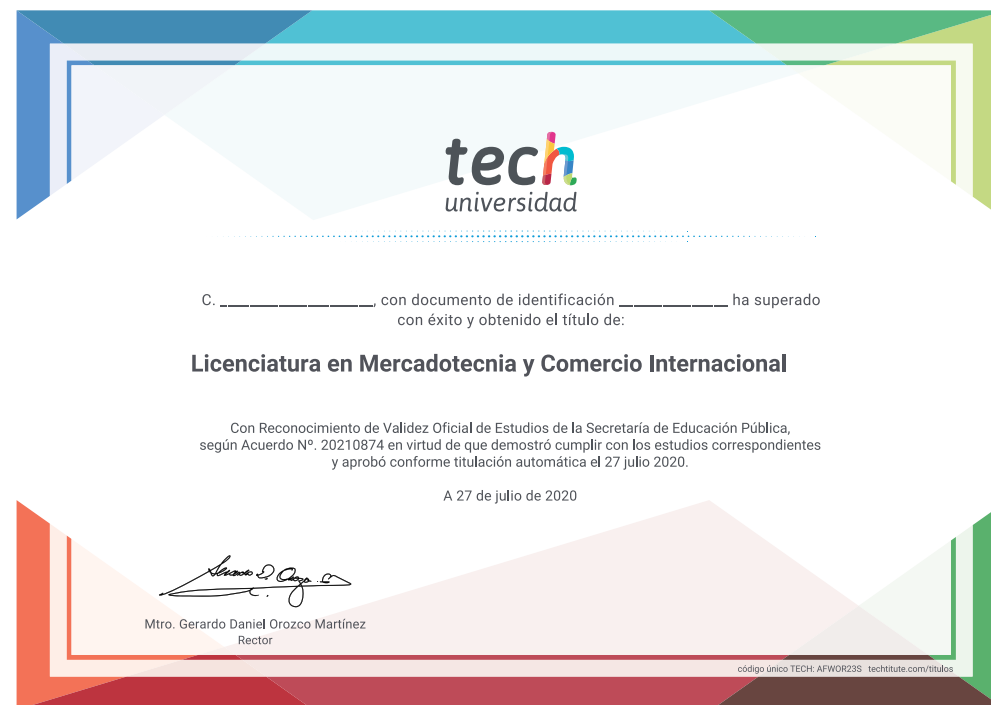 tech
universidad
C. ____________________, con documento de identificación ______________ ha superado
con éxito y obtenido el título de:
Licenciatura en Mercadotecnia y Comercio Internacional
Con Reconocimiento de Validez Oficial de Estudios de la Secretaría de Educación Pública,
según Acuerdo Nº. 20210874 en virtud de que demostró cumplir con los estudios correspondientes
y aprobó conforme titulación automática el 27 julio 2020.
A 27 de julio de 2020
Mtro. Gerardo Daniel Orozco Martínez
Rector
código único TECH: AFWOR23S techtitute.com/titulos